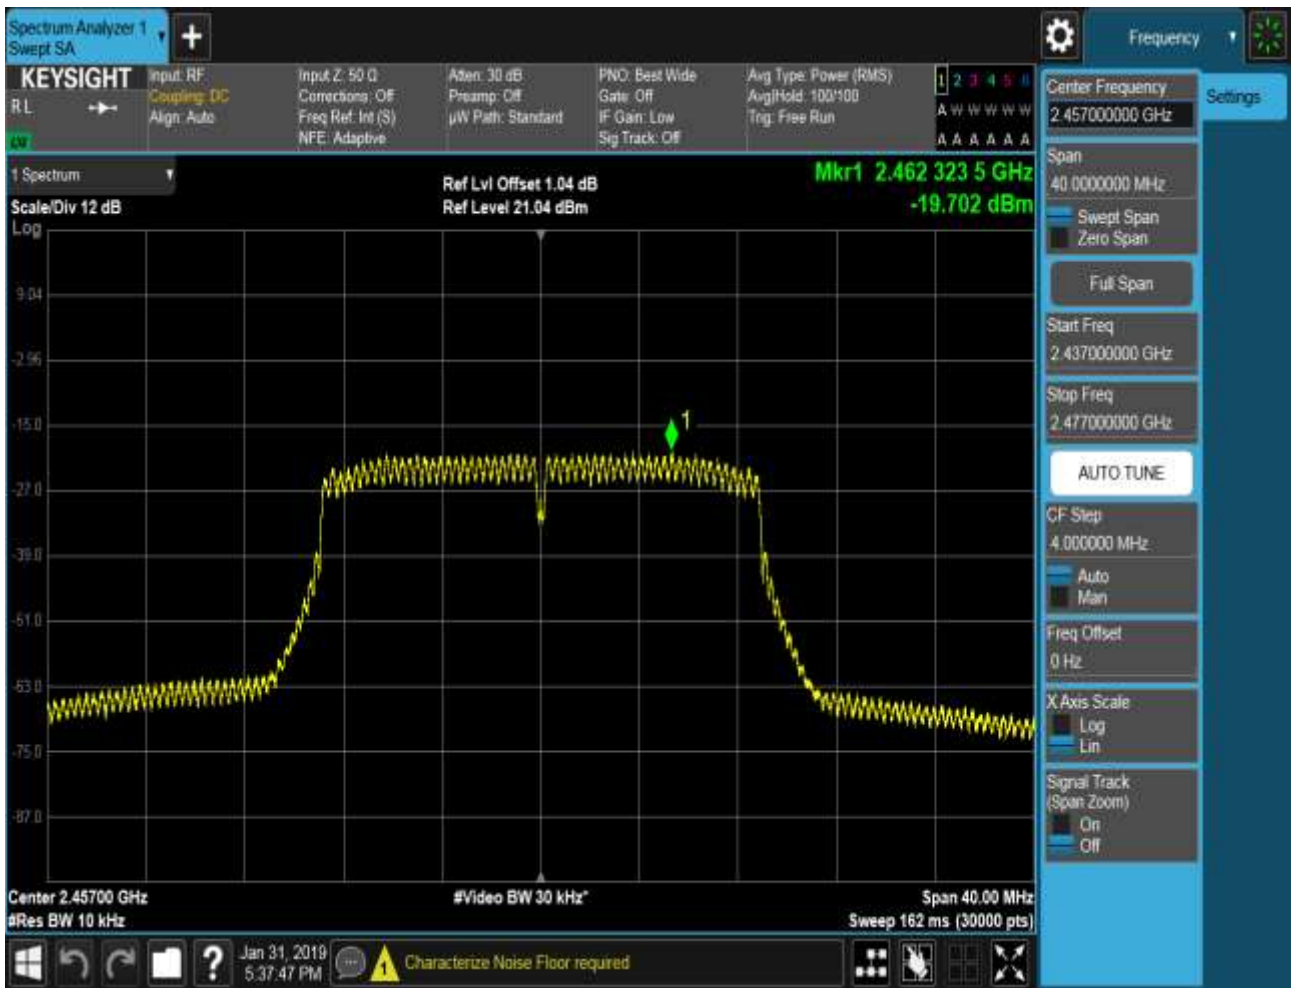 Spectrum Analyzer 1
Swept SA
+
Frequency
KEYSIGHT
R L
Input: RF
Coupling: DC
Align: Auto
Input Z: 50 Ω
Corrections: Off
Freq Ref: Int (S)
NFE: Adaptive
Atten: 30 dB
Preamp: Off
µW Path: Standard
PNO: Best Wide
Gate: Off
IF Gain: Low
Sig Track: Off
Avg Type: Power (RMS)
Avg|Hold: 100/100
Trig: Free Run
1 2 3 4 5 6
A W W W W W
A A A A A A
1 Spectrum
Scale/Div 12 dB
Log
Ref Lvl Offset 1.04 dB
Ref Level 21.04 dBm
Mkr1 2.462 323 5 GHz
-19.702 dBm
9.04
-2.96
-15.0
-27.0
-39.0
-51.0
-63.0
-75.0
-87.0
1
Center 2.45700 GHz
#Res BW 10 kHz
#Video BW 30 kHz*
Span 40.00 MHz
Sweep 162 ms (30000 pts)
Center Frequency
2.457000000 GHz
Settings
Span
40.0000000 MHz
Swept Span
Zero Span
Full Span
Start Freq
2.437000000 GHz
Stop Freq
2.477000000 GHz
AUTO TUNE
CF Step
4.000000 MHz
Auto
Man
Freq Offset
0 Hz
X Axis Scale
Log
Lin
Signal Track
(Span Zoom)
On
Off
?
Jan 31, 2019
5:37:47 PM
1
Characterize Noise Floor required